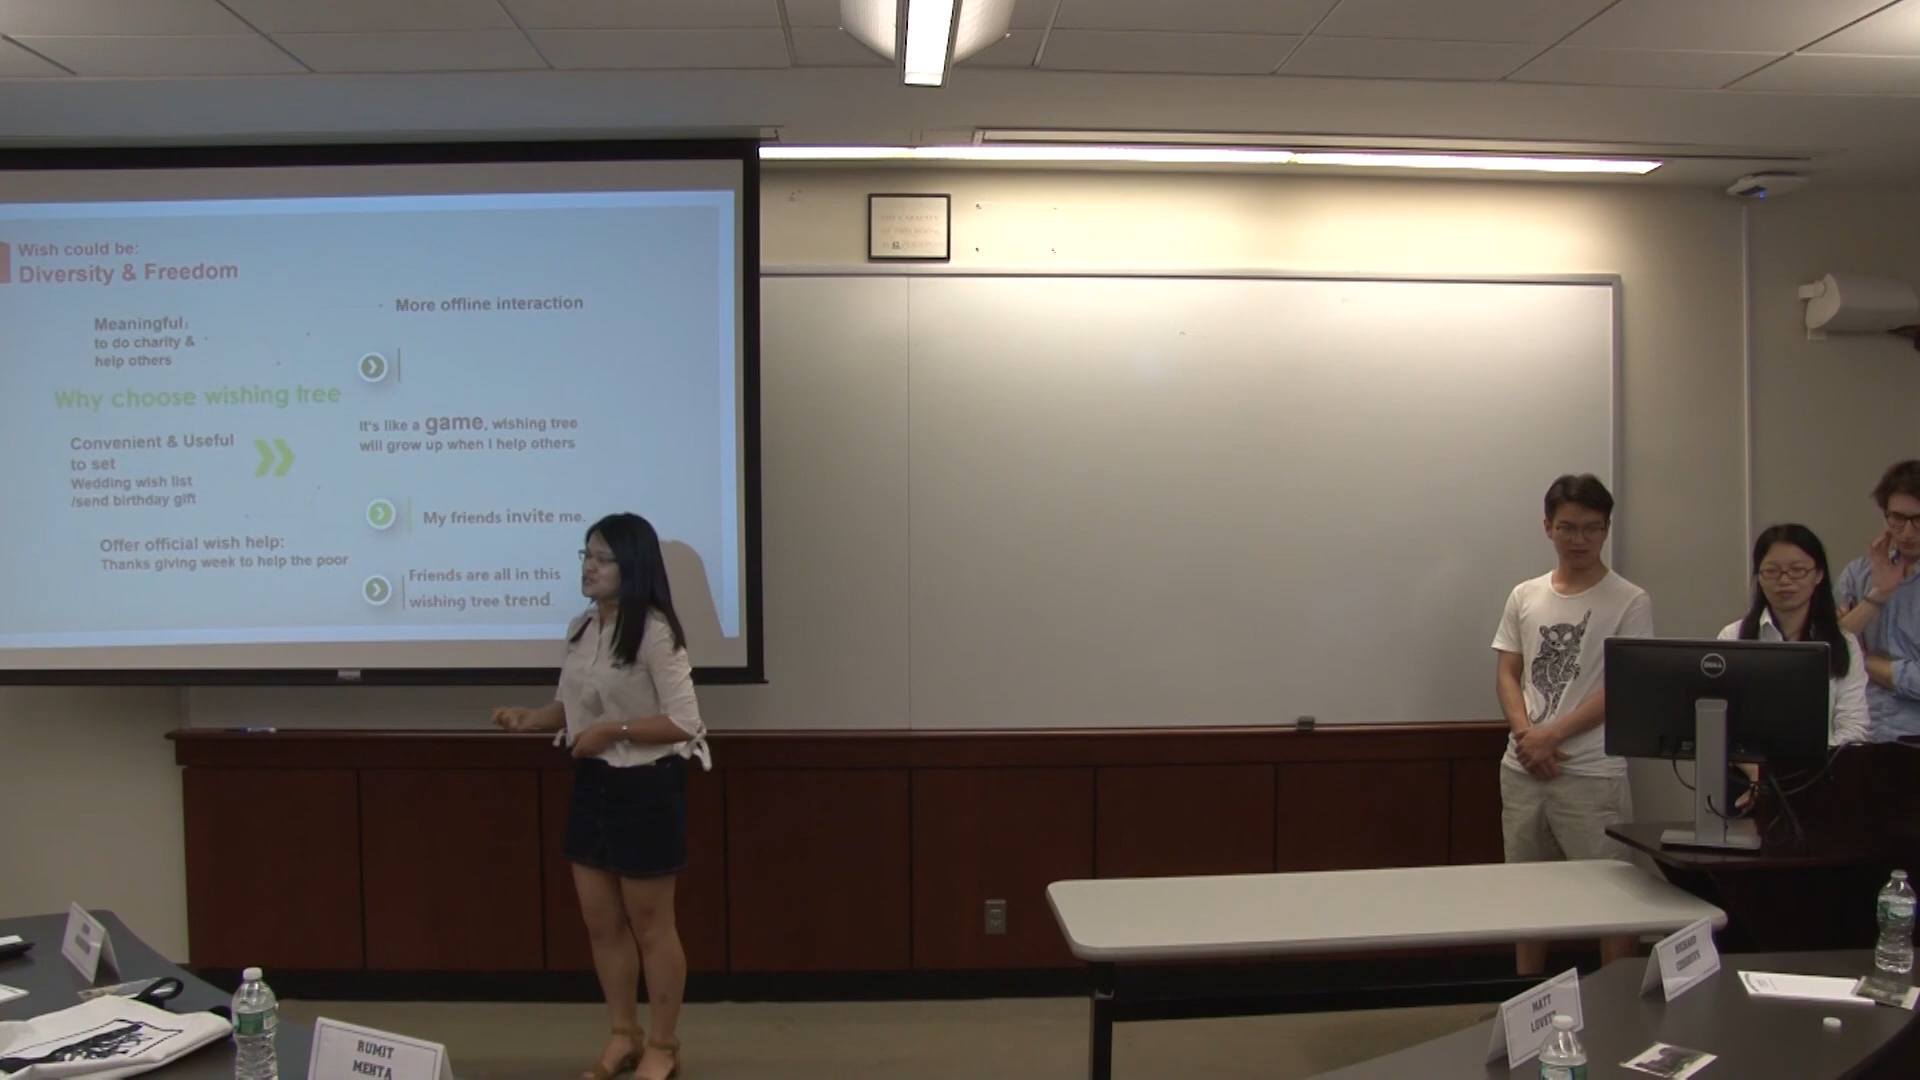 Wish could be:
Diversity & Freedom
Meaningful:
to do charity &
help others
Why choose wishing tree
Convenient & Useful
to set
Wedding wish list
/send birthday gift
Offer official wish help:
Thanks giving week to help the poor
More offline interaction
It's like a game, wishing tree
will grow up when I help others
My friends invite me.
Friends are all in this
wishing tree trend.
DELL
RICHARD
MATT
RUMIT
MEHTA